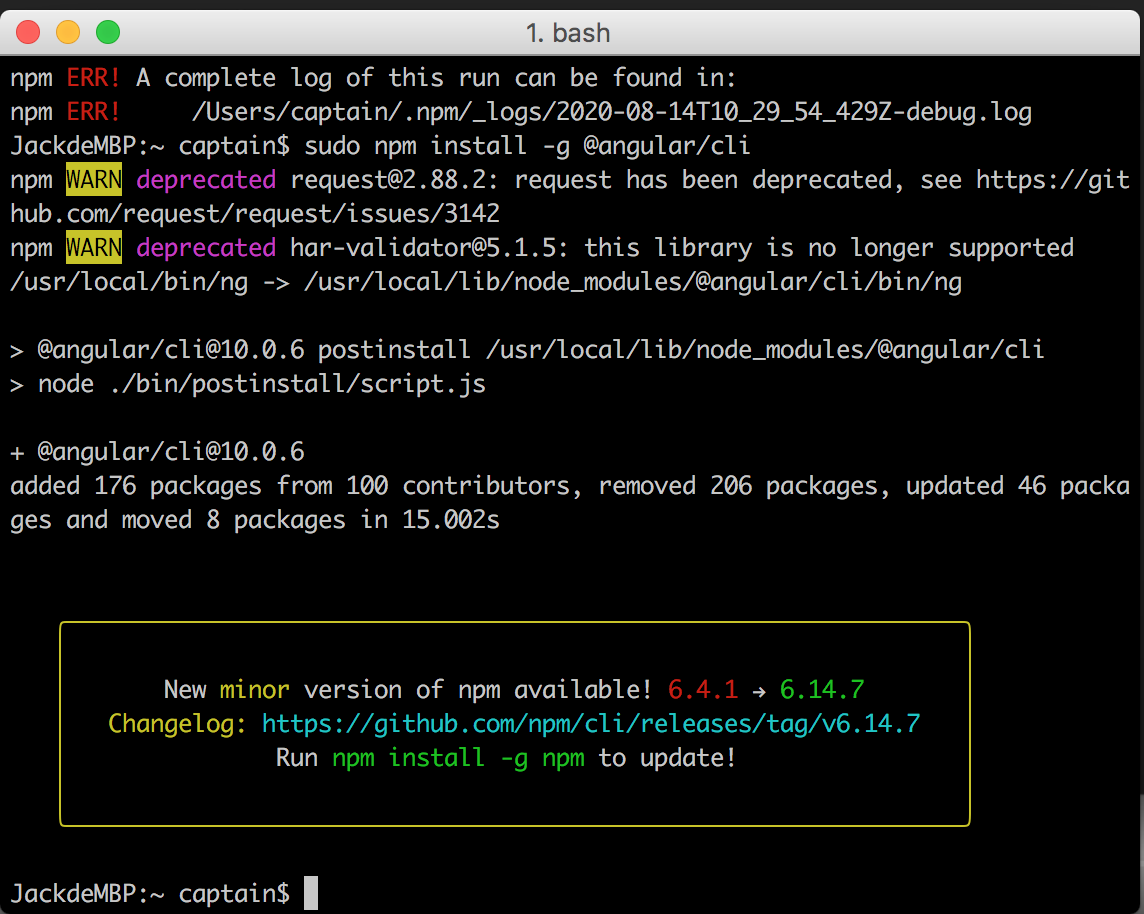 1. bash
npm ERR! A complete log of this run can be found in:
npm ERR!     /Users/captain/.npm/_logs/2020-08-14T10_29_54_429Z-debug.log
JackdeMBP:~ captain$ sudo npm install -g @angular/cli
npm WARN deprecated request@2.88.2: request has been deprecated, see https://git
hub.com/request/request/issues/3142
npm WARN deprecated har-validator@5.1.5: this library is no longer supported
/usr/local/bin/ng -> /usr/local/lib/node_modules/@angular/cli/bin/ng
> @angular/cli@10.0.6 postinstall /usr/local/lib/node_modules/@angular/cli
> node ./bin/postinstall/script.js
+ @angular/cli@10.0.6
added 176 packages from 100 contributors, removed 206 packages, updated 46 packa
ges and moved 8 packages in 15.002s
New minor version of npm available! 6.4.1 → 6.14.7
Changelog: https://github.com/npm/cli/releases/tag/v6.14.7
Run npm install -g npm to update!
JackdeMBP:~ captain$